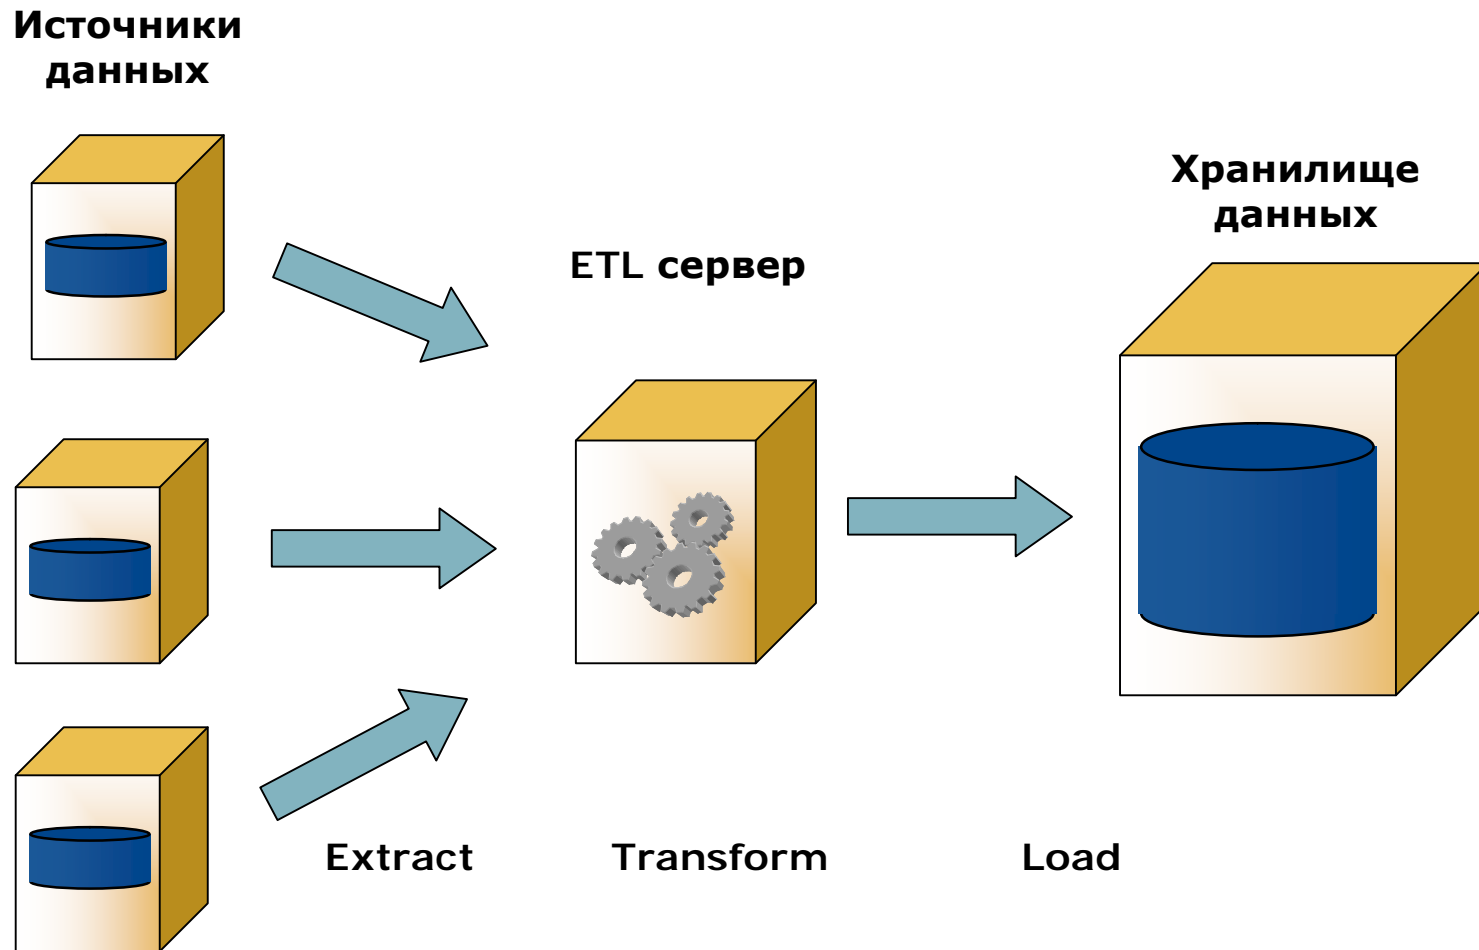 Источники
данных
Хранилище
данных
ETL сервер
Extract
Transform
Load